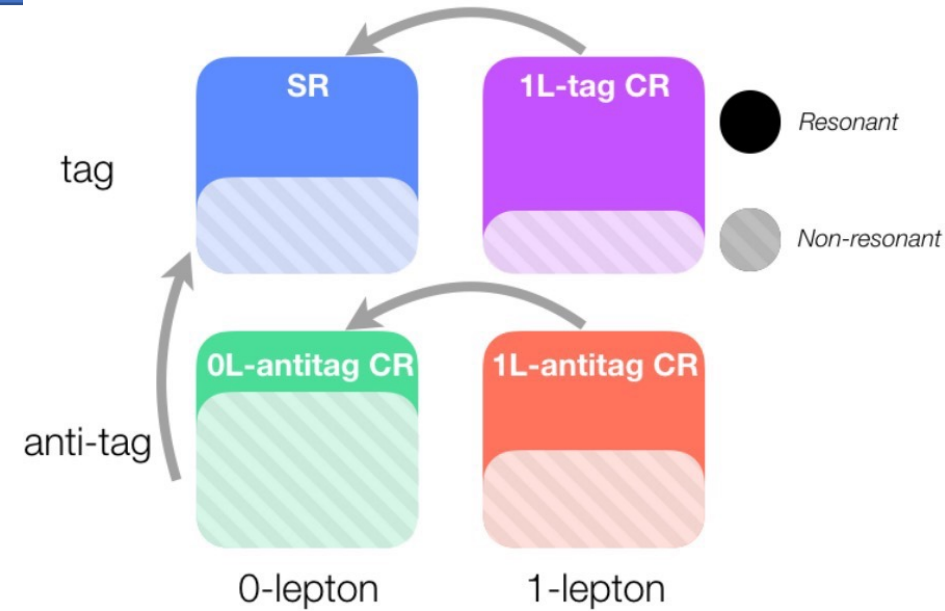 SR
1L-tag CR
Resonant
tag
Non-resonant
0L-antitag CR
1L-antitag CR
anti-tag
0-lepton
1-lepton